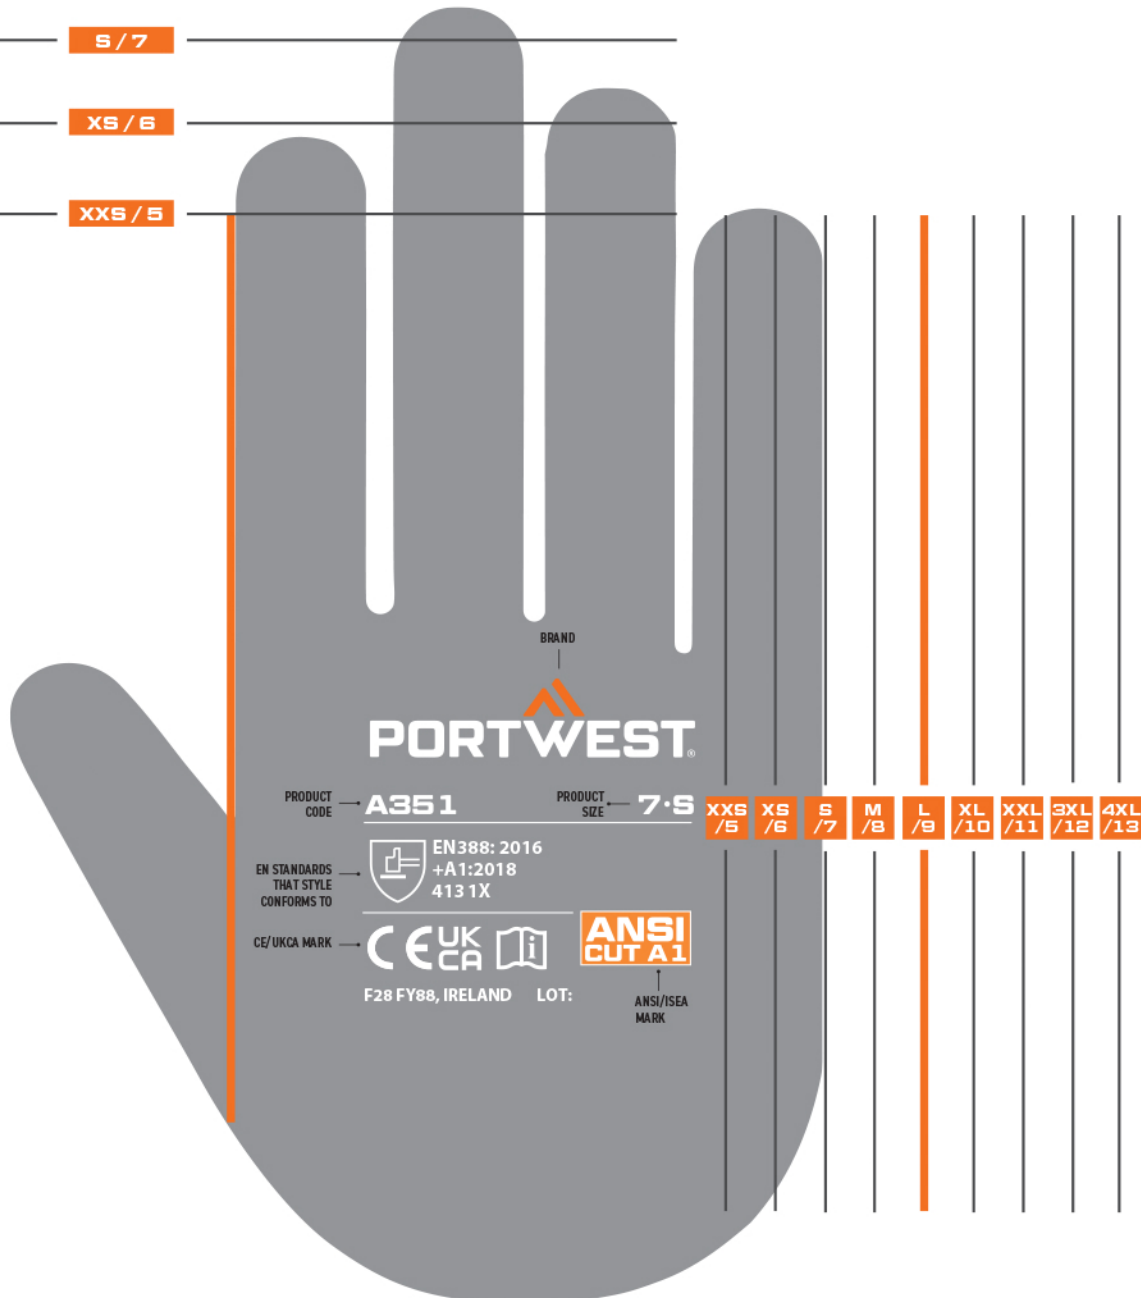 S / 7
XS / 6
XXS / 5
BRAND
PORTWEST®
PRODUCT
CODE
A351
PRODUCT
SIZE
7·S
XXS
/5
XS
/6
S
/7
M
/8
L
/9
XL
/10
XXL
/11
3XL
/12
4XL
/13
EN STANDARDS
THAT STYLE
CONFORMS TO
EN388: 2016
+A1:2018
4131X
CE/UKCA MARK
CE UK
CA
i
ANSI
CUT A1
F28 FY88, IRELAND LOT:
ANSI/ISEA
MARK